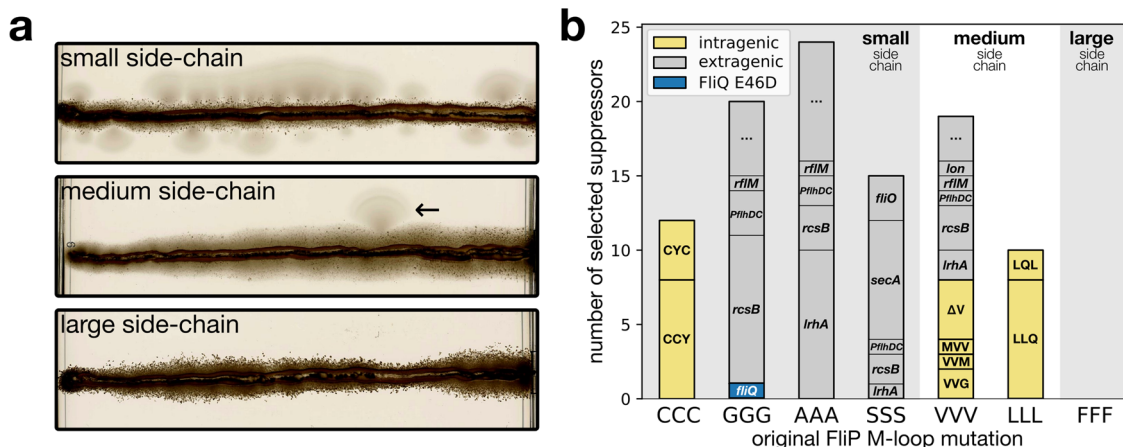 a
small side-chain
medium side-chain
6
large side-chain
b
intragenic
extragenic
FliQ E46D
small
side
chain
medium
side
chain
large
side
chain
number of selected suppressors
25
20
15
10
5
0
CYC
CCY
...
rflM
PflhDC
rcsB
fliQ
...
rflM
PflhDC
rcsB
lrhA
fliO
secA
PflhDC
rcsB
lrhA
...
lon
rflM
PflhDC
rcsB
lrhA
ΔV
MVV
VVM
VVG
LQL
LLQ
CCC GGG AAA SSS VVV LLL FFF
original FliP M-loop mutation